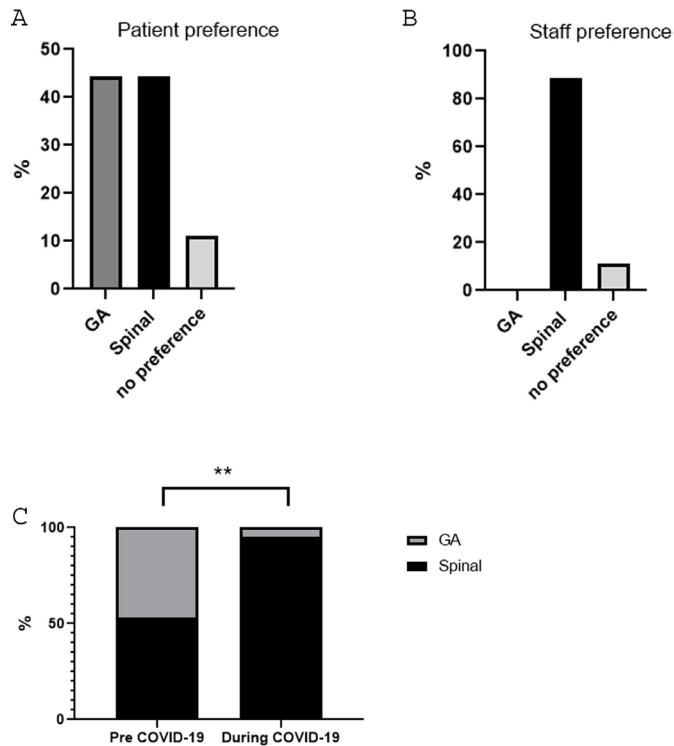 A
Patient preference
50
40
30
20
10
0
%
GA
Spinal
no preference
B
Staff preference
100
80
60
40
20
0
%
GA
Spinal
no preference
C
**
100
50
0
%
Pre COVID-19
During COVID-19
GA
Spinal